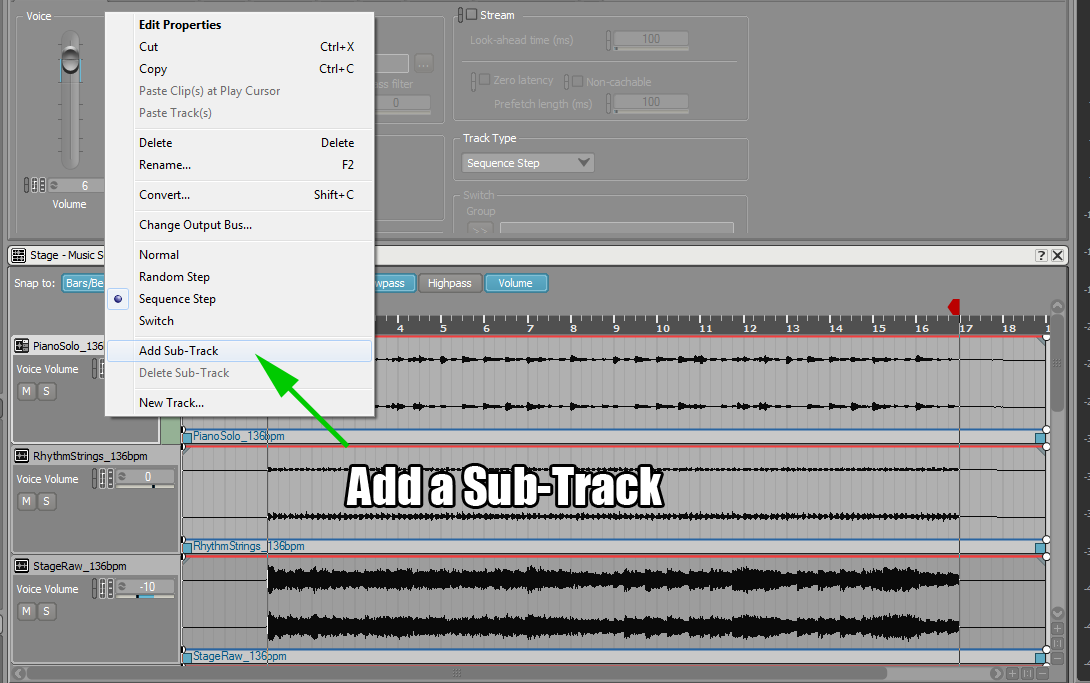 Voice
6
Volume
Edit Properties
Cut Ctrl+X
Copy Ctrl+C
Paste Clip(s) at Play Cursor
Paste Track(s)
Delete Delete
Rename... F2
Convert... Shift+C
Change Output Bus...
Normal
Random Step
Sequence Step
Switch
Add Sub-Track
Delete Sub-Track
New Track...
...
ss filter
0
Stream
Look-ahead time (ms) 100
Zero latency Non-cachable
Prefetch length (ms) 100
Track Type
Sequence Step
Switch
Group
>>
Stage - Music S
? X
Snap to: Bars/Be wpass Highpass Volume
4 5 6 7 8 9 10 11 12 13 14 15 16 17 18 1
PianoSolo_136
Voice Volume
M S
PianoSolo_136bpm
RhythmStrings_136bpm
Voice Volume 0
M S
Add a Sub-Track
RhythmStrings_136bpm
StageRaw_136bpm
Voice Volume -10
M S
StageRaw_136bpm